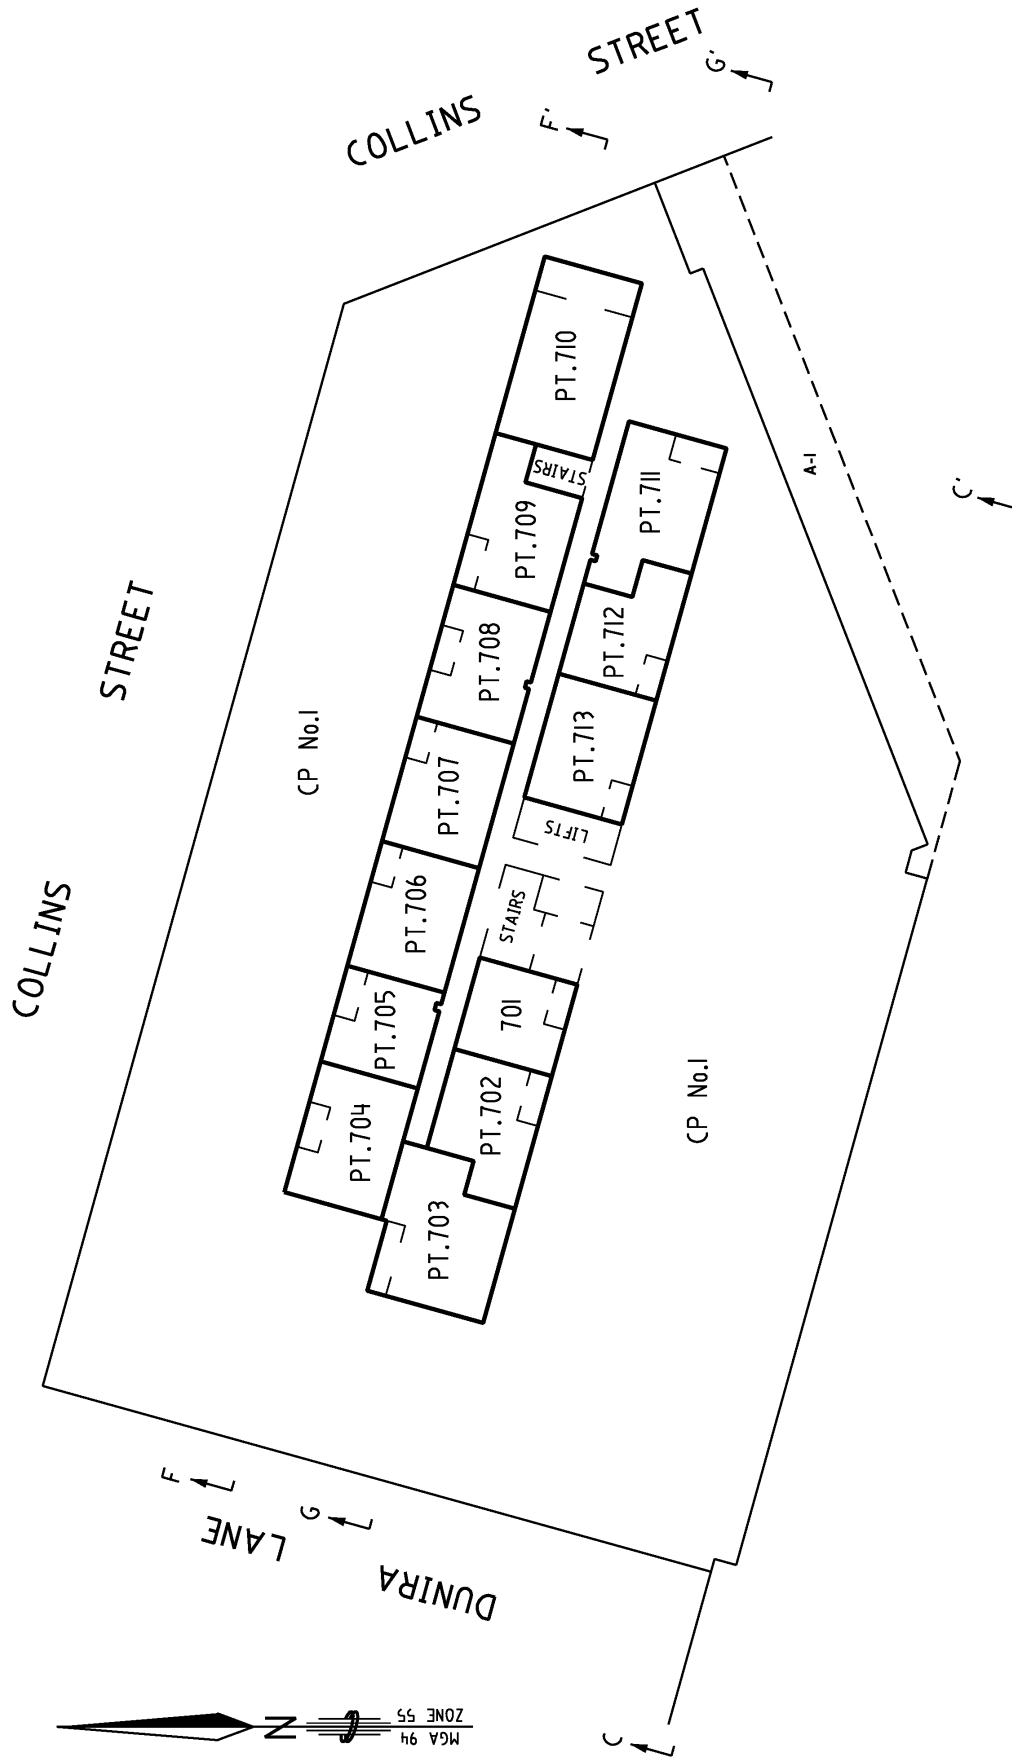 COLLINS STREET
G'
F'
COLLINS STREET
CP No.1
PT.710
STAIRS
PT.709
PT.708
PT.707
PT.706
PT.705
PT.704
PT.711
PT.712
PT.713
LIFTS
STAIRS
701
PT.702
PT.703
A-1
C'
CP No.1
F
G
DUNIRA LANE
C
N
MGA 94
ZONE 55